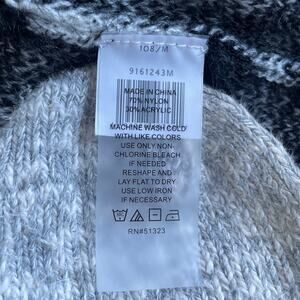 108/M
9161243M
MADE IN CHINA
70% NYLON
30% ACRYLIC
MACHINE WASH COLD
WITH LIKE COLORS
USE ONLY NON-
CHLORINE BLEACH
IF NEEDED
RESHAPE AND
LAY FLAT TO DRY
USE LOW IRON
IF NECESSARY
RN#51323